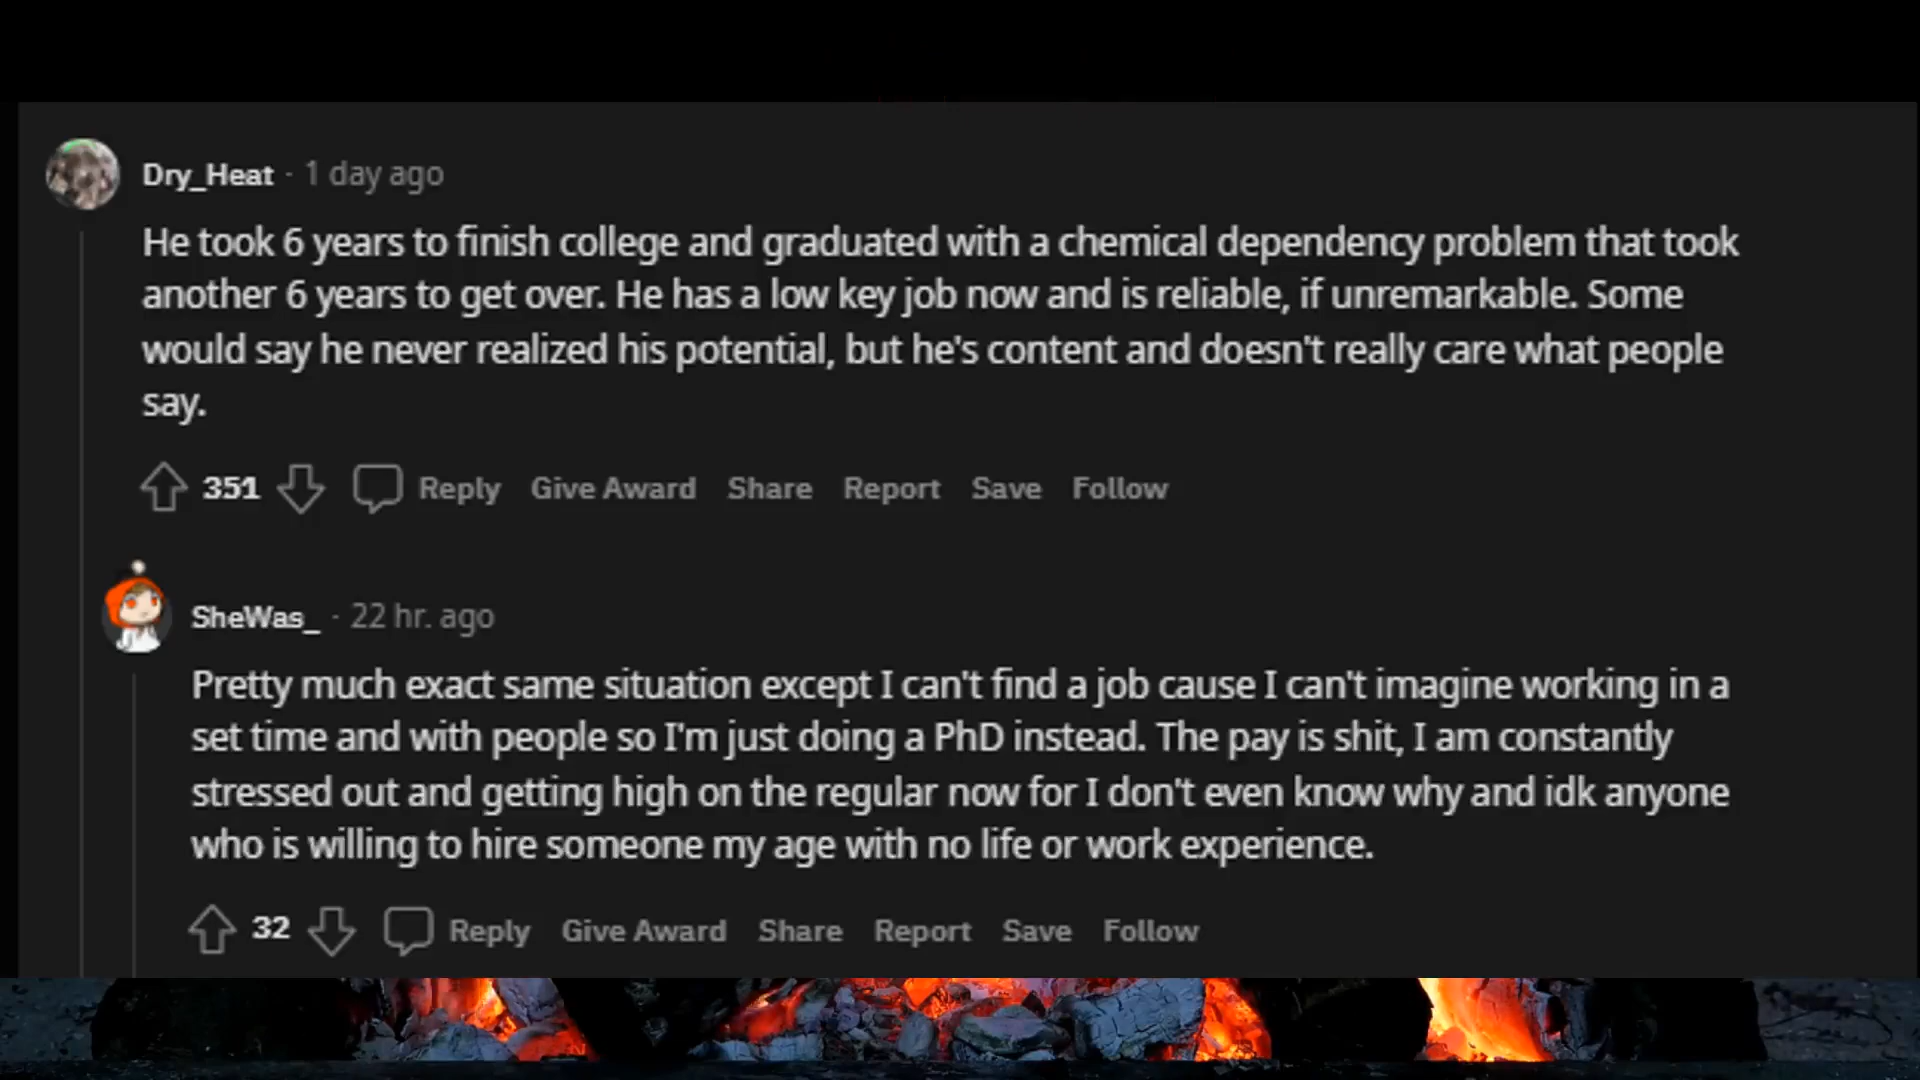 Dry_Heat · 1 day ago
He took 6 years to finish college and graduated with a chemical dependency problem that took
another 6 years to get over. He has a low key job now and is reliable, if unremarkable. Some
would say he never realized his potential, but he's content and doesn't really care what people
say.
351 Reply Give Award Share Report Save Follow
SheWas_ · 22 hr. ago
Pretty much exact same situation except I can't find a job cause I can't imagine working in a
set time and with people so I'm just doing a PhD instead. The pay is shit, I am constantly
stressed out and getting high on the regular now for I don't even know why and idk anyone
who is willing to hire someone my age with no life or work experience.
32 Reply Give Award Share Report Save Follow